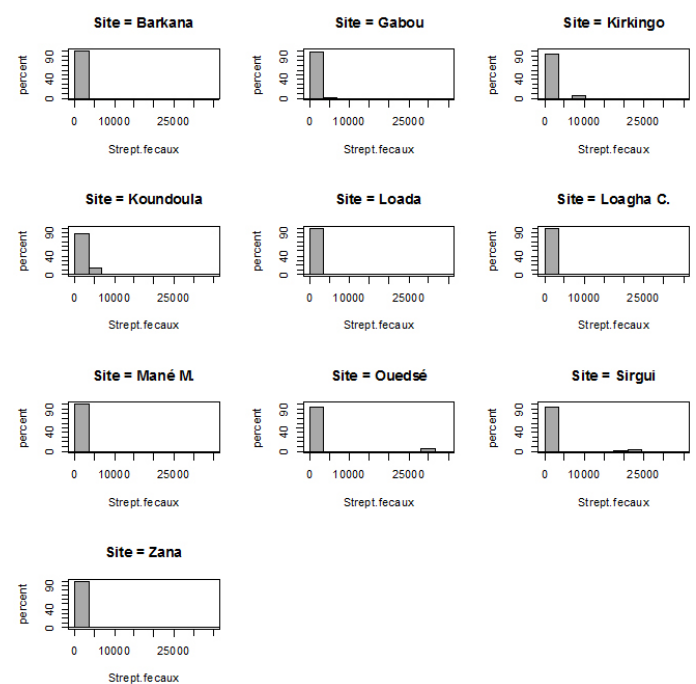 Site = Barkana
percent
0 40 90
0 10000 25000
Strept.fecaux
Site = Gabou
percent
0 40 90
0 10000 25000
Strept.fecaux
Site = Kirkingo
percent
0 40 90
0 10000 25000
Strept.fecaux
Site = Koundoula
percent
0 40 90
0 10000 25000
Strept.fecaux
Site = Loada
percent
0 40 90
0 10000 25000
Strept.fecaux
Site = Loagha C.
percent
0 40 90
0 10000 25000
Strept.fecaux
Site = Mané M.
percent
0 40 90
0 10000 25000
Strept.fecaux
Site = Ouedsé
percent
0 40 90
0 10000 25000
Strept.fecaux
Site = Sirgui
percent
0 40 90
0 10000 25000
Strept.fecaux
Site = Zana
percent
0 40 90
0 10000 25000
Strept.fecaux